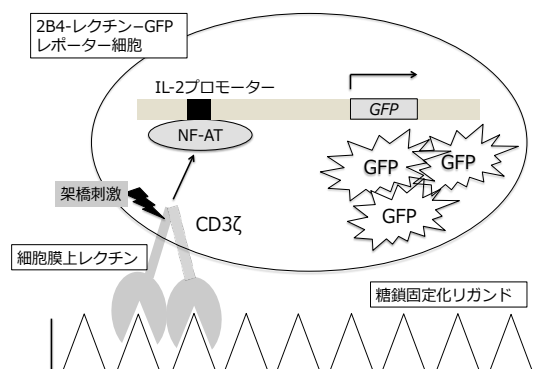 2B4-レクチン−GFP
レポーター細胞
IL-2プロモーター
GFP
NF-AT
GFP
GFP
GFP
架橋刺激
CD3ζ
細胞膜上レクチン
糖鎖固定化リガンド